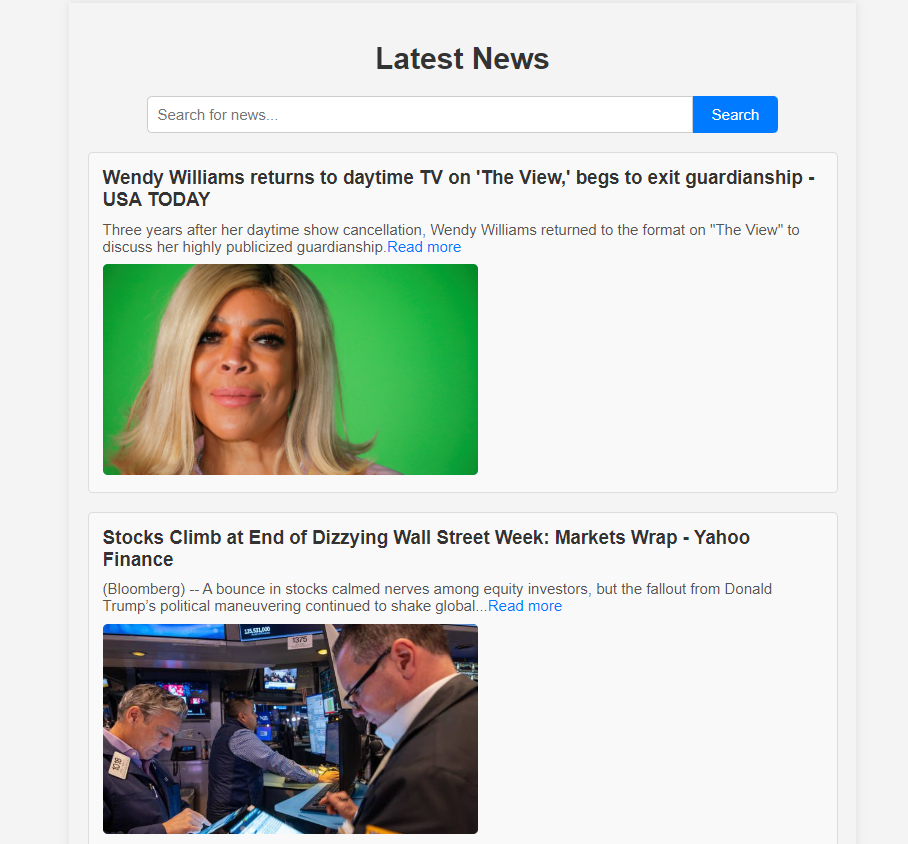 Latest News
Search for news...
Search
Wendy Williams returns to daytime TV on 'The View,' begs to exit guardianship -
USA TODAY
Three years after her daytime show cancellation, Wendy Williams returned to the format on "The View" to
discuss her highly publicized guardianship.Read more
Stocks Climb at End of Dizzying Wall Street Week: Markets Wrap - Yahoo
Finance
(Bloomberg) -- A bounce in stocks calmed nerves among equity investors, but the fallout from Donald
Trump’s political maneuvering continued to shake global...Read more
1375
1018